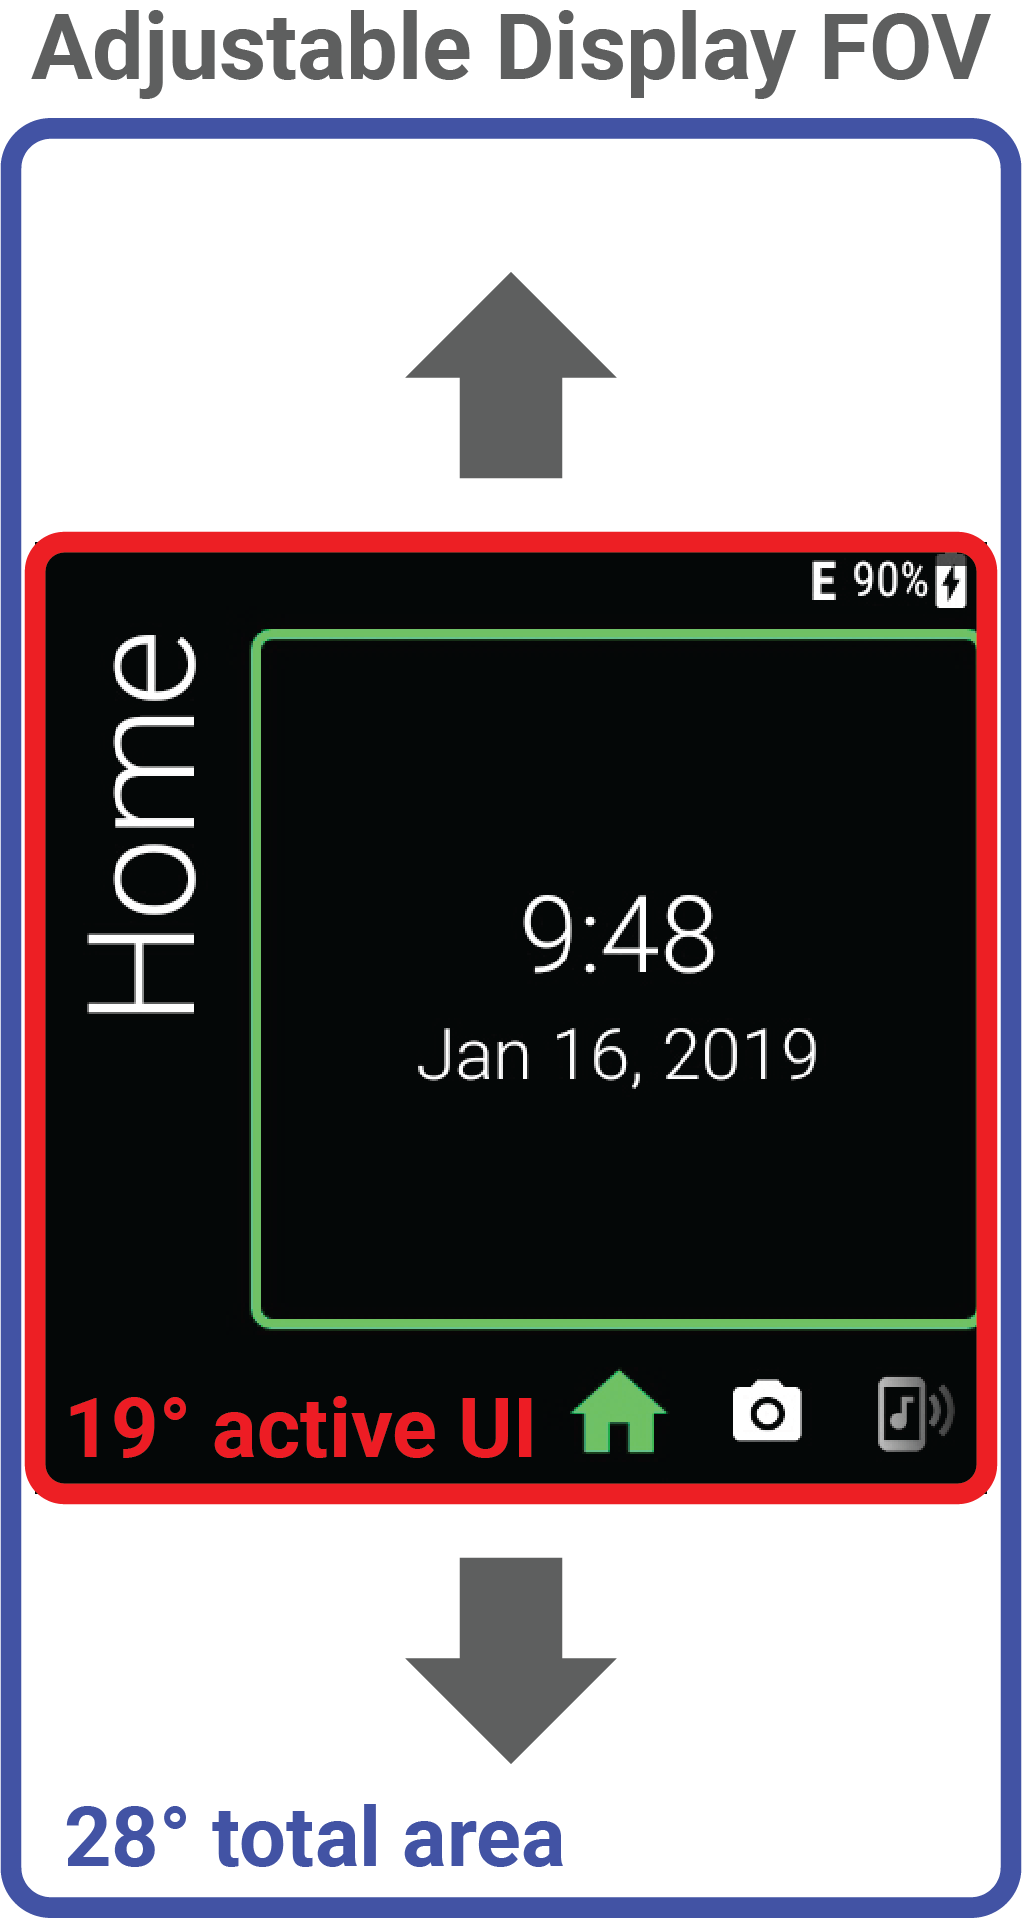 Adjustable Display FOV
E 90%
Home
9:48
Jan 16, 2019
19° active UI
28° total area